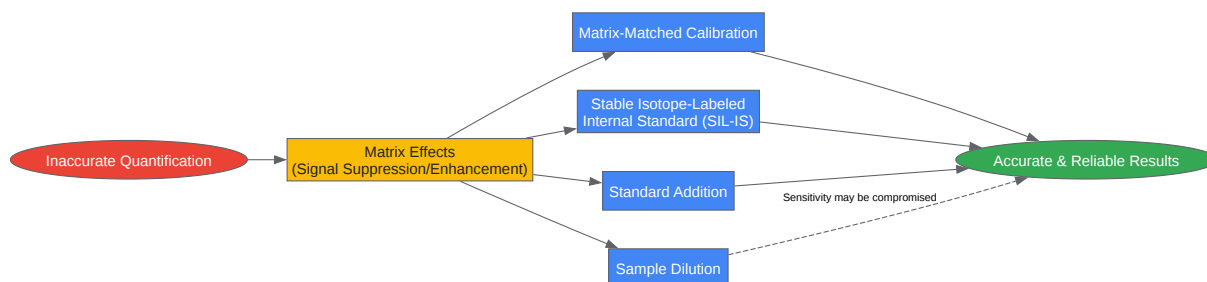 Matrix-Matched Calibration
Stable Isotope-Labeled
Internal Standard (SIL-IS)
Inaccurate Quantification
Matrix Effects
(Signal Suppression/Enhancement)
Accurate & Reliable Results
Standard Addition
Sensitivity may be compromised
Sample Dilution